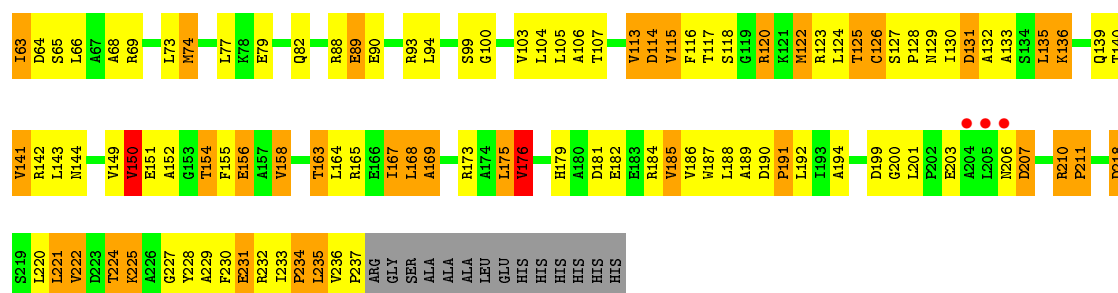 I63 D64 S65 L66 A67 A68 R69 L73 M74 L77 K78 E79 Q82 R88 E89 E90 R93 L94 S99 G100 V103 L104 L105 A106 T107 V113 D114 V115 F116 T117 S118 G119 R120 K121 M122 R123 L124 T125 C126 S127 P128 N129 I130 D131 A132 A133 S134 L135 K136 Q139 T140
V141 R142 L143 N144 V149 V150 E151 A152 G153 T154 F155 E156 A157 V158 T163 L164 R165 E166 I167 L168 A169 R173 A174 L175 V176 H179 A180 D181 E182 E183 R184 V185 V186 W187 L188 A189 D190 P191 L192 I193 A194 D199 G200 L201 P202 E203 A204 L205 N206 D207 R210 P211 D218
S219 L220 L221 V222 D223 T224 K225 A226 G227 Y228 A229 F230 E231 R232 I233 P234 L235 V236 P237 ARG GLY SER ALA ALA ALA LEU GLU HIS HIS HIS HIS HIS HIS